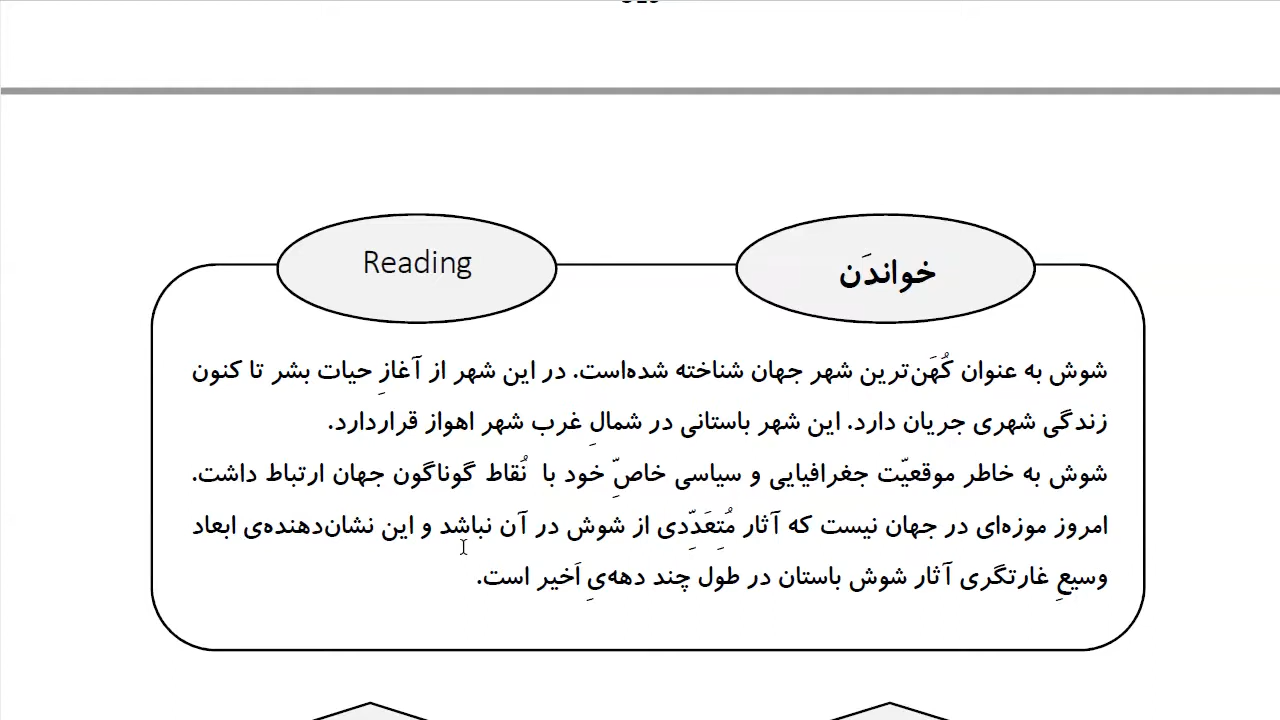 Reading
خواندَن
شوش به عنوان کُهَن‌ترین شهر جهان شناخته شده‌است. در این شهر از آغازِ حیات بشر تا کنون
زندگی شهری جریان دارد. این شهر باستانی در شمالِ غرب شهر اهواز قراردارد.
شوش به خاطر موقعیّت جغرافیایی و سیاسی خاصِّ خود با نُقاط گوناگون جهان ارتباط داشت.
امروز موزه‌ای در جهان نیست که آثار مُتِعَدِّدی از شوش در آن نباشد و این نشان‌دهنده‌ی ابعاد
وسیعِ غارتگری آثار شوش باستان در طول چند دهه‌یِ اَخیر است.